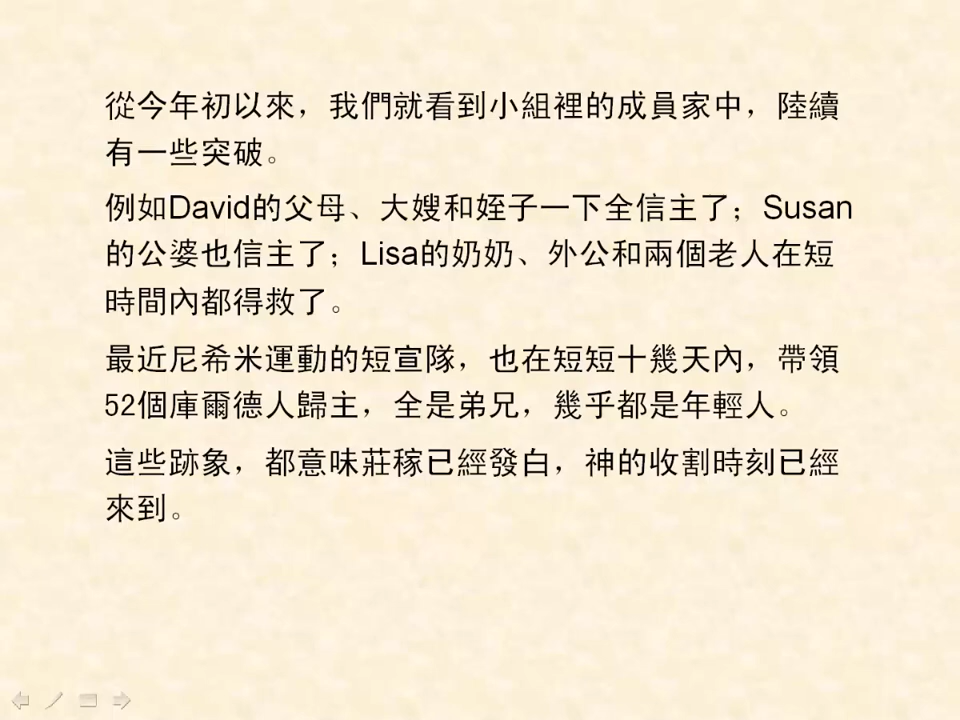 從今年初以來，我們就看到小組裡的成員家中，陸續
有一些突破。
例如David的父母、大嫂和姪子一下全信主了；Susan
的公婆也信主了；Lisa的奶奶、外公和兩個老人在短
時間內都得救了。
最近尼希米運動的短宣隊，也在短短十幾天內，帶領
52個庫爾德人歸主，全是弟兄，幾乎都是年輕人。
這些跡象，都意味莊稼已經發白，神的收割時刻已經
來到。